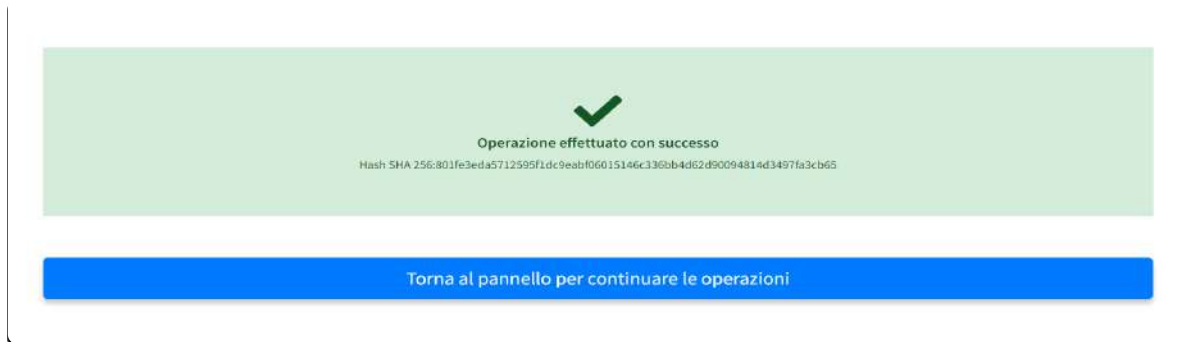 Operazione effettuato con successo
Hash SHA 256:801fe3eda5712595f1dc9eabf06015146c336bb4d62d90094814d3497fa3cb65
Torna al pannello per continuare le operazioni